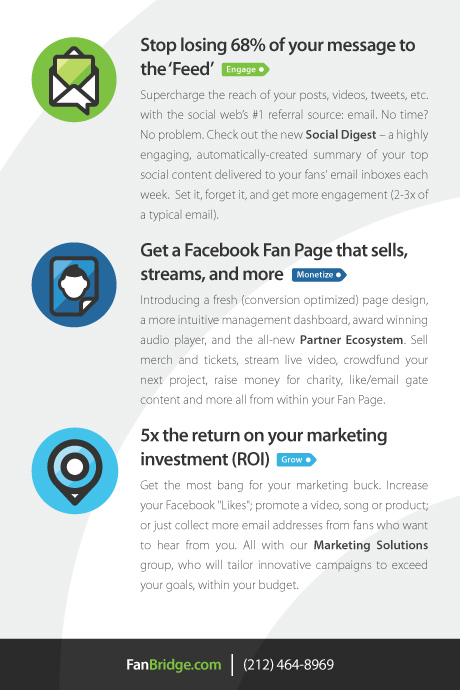 Stop losing 68% of your message to
the ‘Feed’ Engage
Supercharge the reach of your posts, videos, tweets, etc.
with the social web's #1 referral source: email. No time?
No problem. Check out the new Social Digest – a highly
engaging, automatically-created summary of your top
social content delivered to your fans' email inboxes each
week. Set it, forget it, and get more engagement (2-3x of
a typical email).
Get a Facebook Fan Page that sells,
streams, and more Monetize
Introducing a fresh (conversion optimized) page design,
a more intuitive management dashboard, award winning
audio player, and the all-new Partner Ecosystem. Sell
merch and tickets, stream live video, crowdfund your
next project, raise money for charity, like/email gate
content and more all from within your Fan Page.
5x the return on your marketing
investment (ROI) Grow
Get the most bang for your marketing buck. Increase
your Facebook "Likes"; promote a video, song or product;
or just collect more email addresses from fans who want
to hear from you. All with our Marketing Solutions
group, who will tailor innovative campaigns to exceed
your goals, within your budget.
FanBridge.com | (212) 464-8969